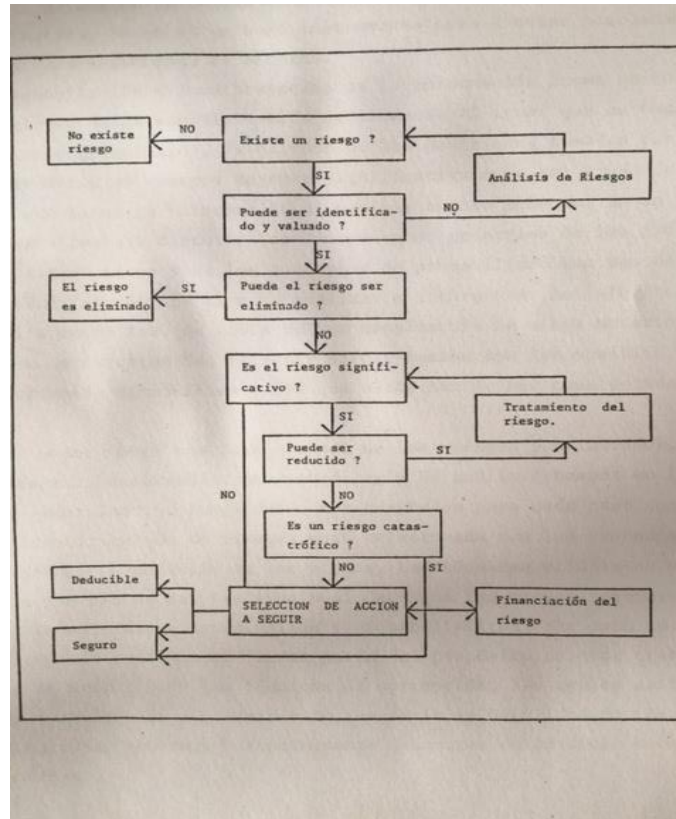 No existe
riesgo
NO
Existe un riesgo ?
SI
Análisis de Riesgos
Puede ser identifica-
do y valuado ?
NO
SI
El riesgo
es eliminado
SI
Puede el riesgo ser
eliminado ?
NO
Es el riesgo signifi-
cativo ?
SI
Tratamiento del
riesgo.
Puede ser
reducido ?
SI
NO
NO
Es un riesgo catas-
trófico ?
NO
SI
Deducible
SELECCION DE ACCION
A SEGUIR
Financiación del
riesgo
Seguro